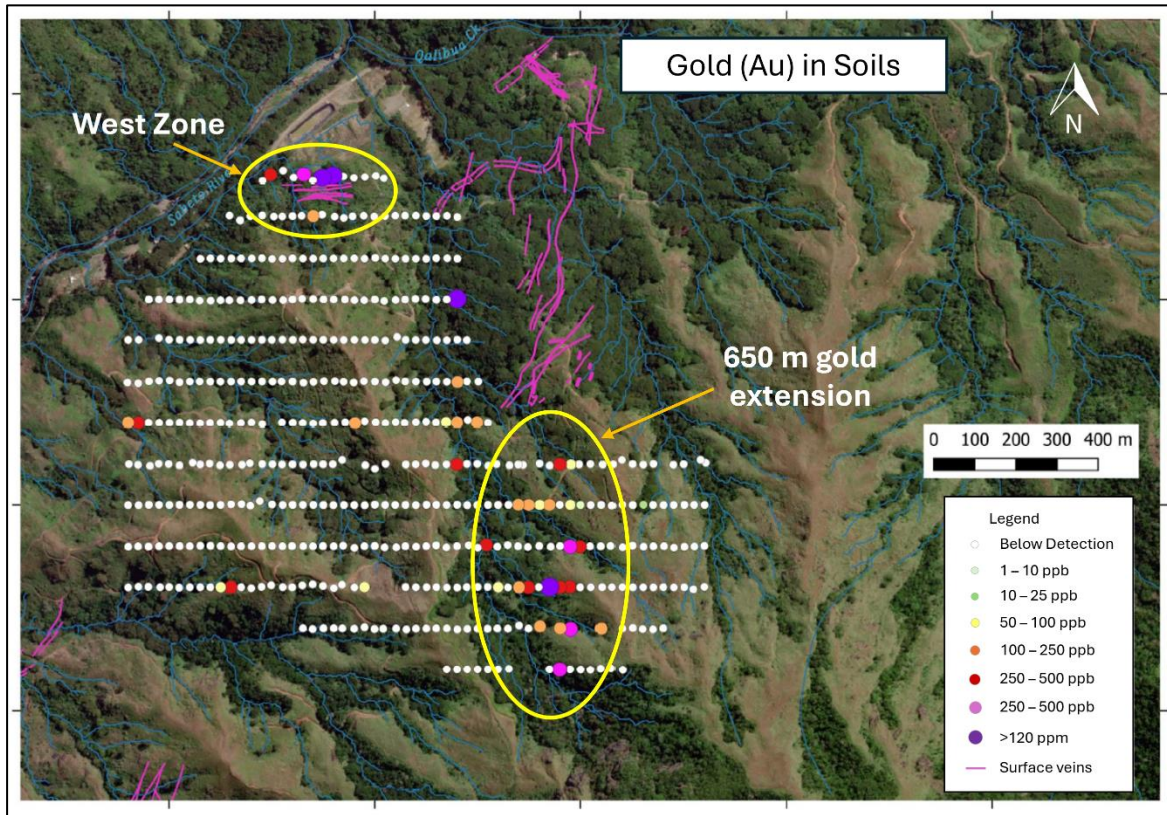 Gold (Au) in Soils
Qalibua Ck
West Zone
N
650 m gold
extension
0 100 200 300 400 m
Legend
Below Detection
1 – 10 ppb
10 – 25 ppb
50 – 100 ppb
100 – 250 ppb
250 – 500 ppb
250 – 500 ppb
>120 ppm
Surface veins